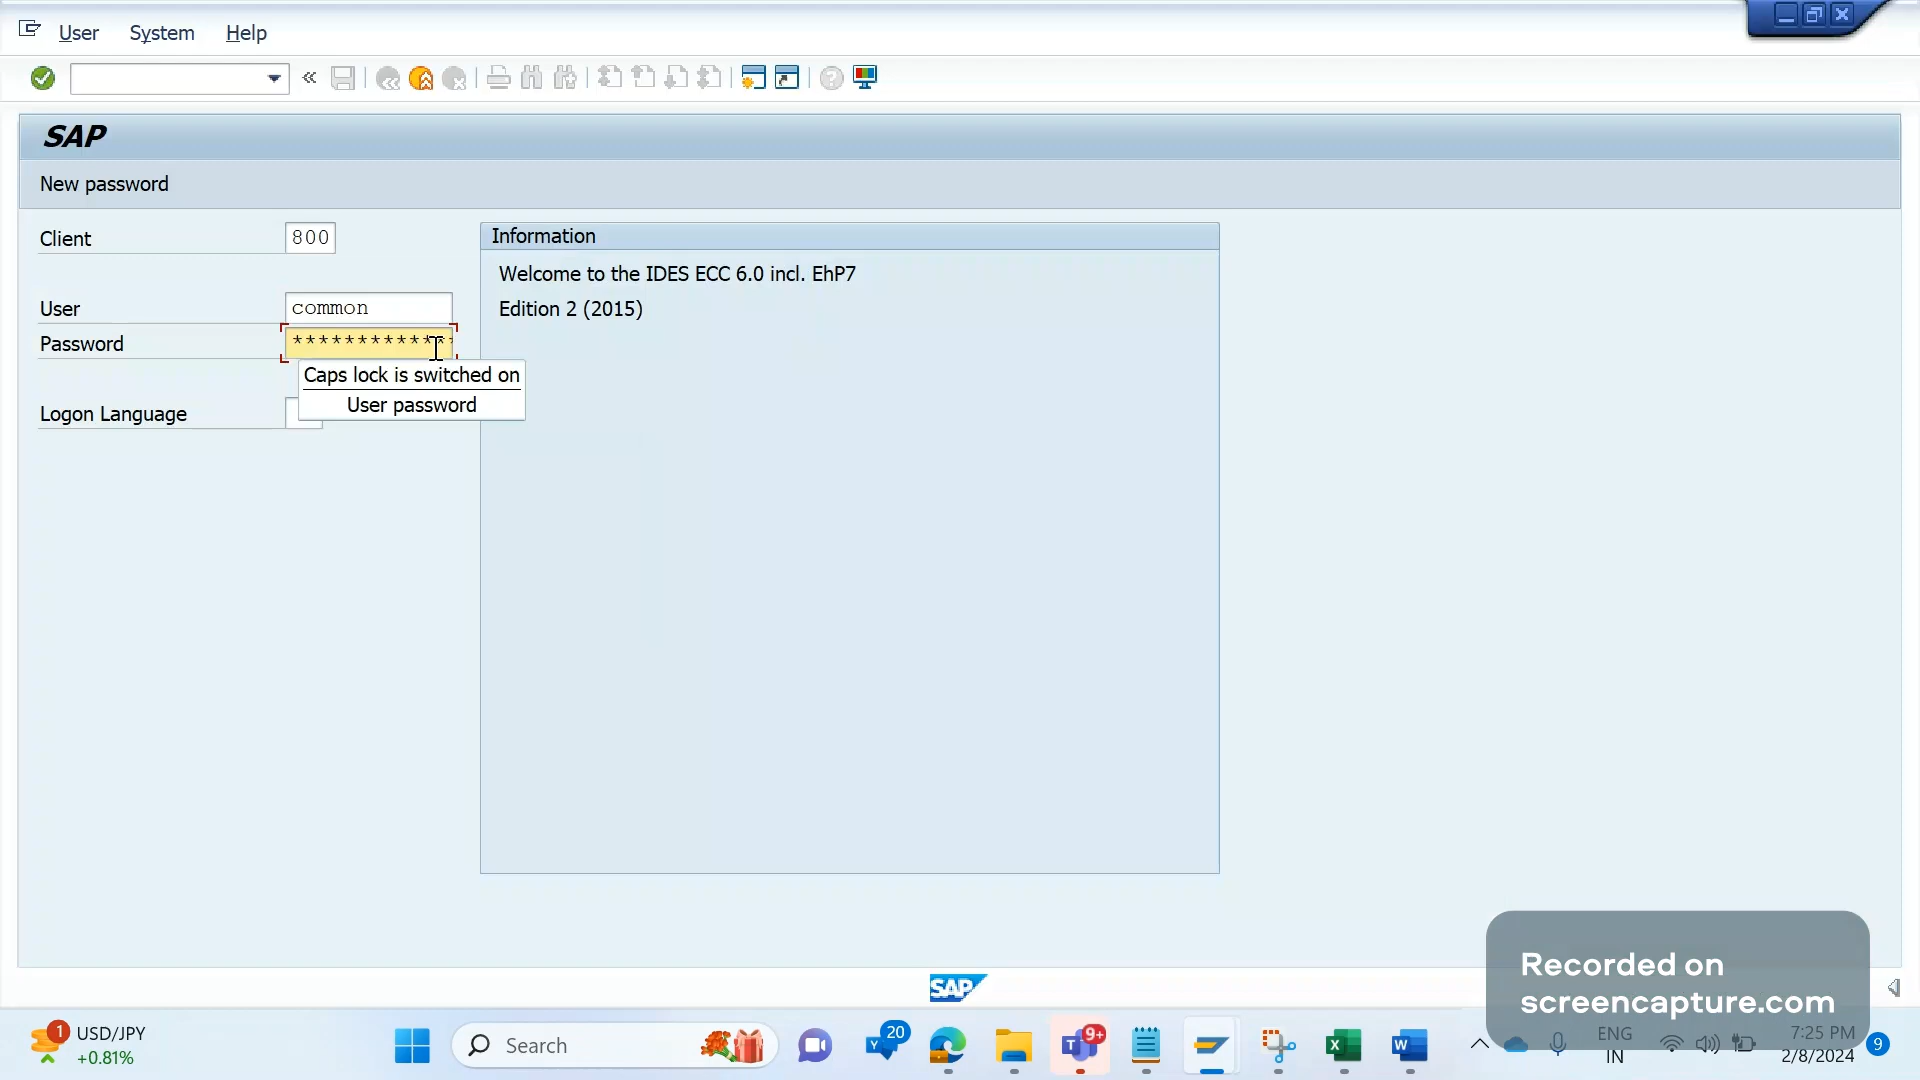 User System Help
SAP
New password
Client 800
User common
Password **************
Caps lock is switched on
User password
Logon Language
Information
Welcome to the IDES ECC 6.0 incl. EhP7
Edition 2 (2015)
SAP
Recorded on
screencapture.com
1
USD/JPY
+0.81%
Search
20
9+
ENG
IN
7:25 PM
2/8/2024
9